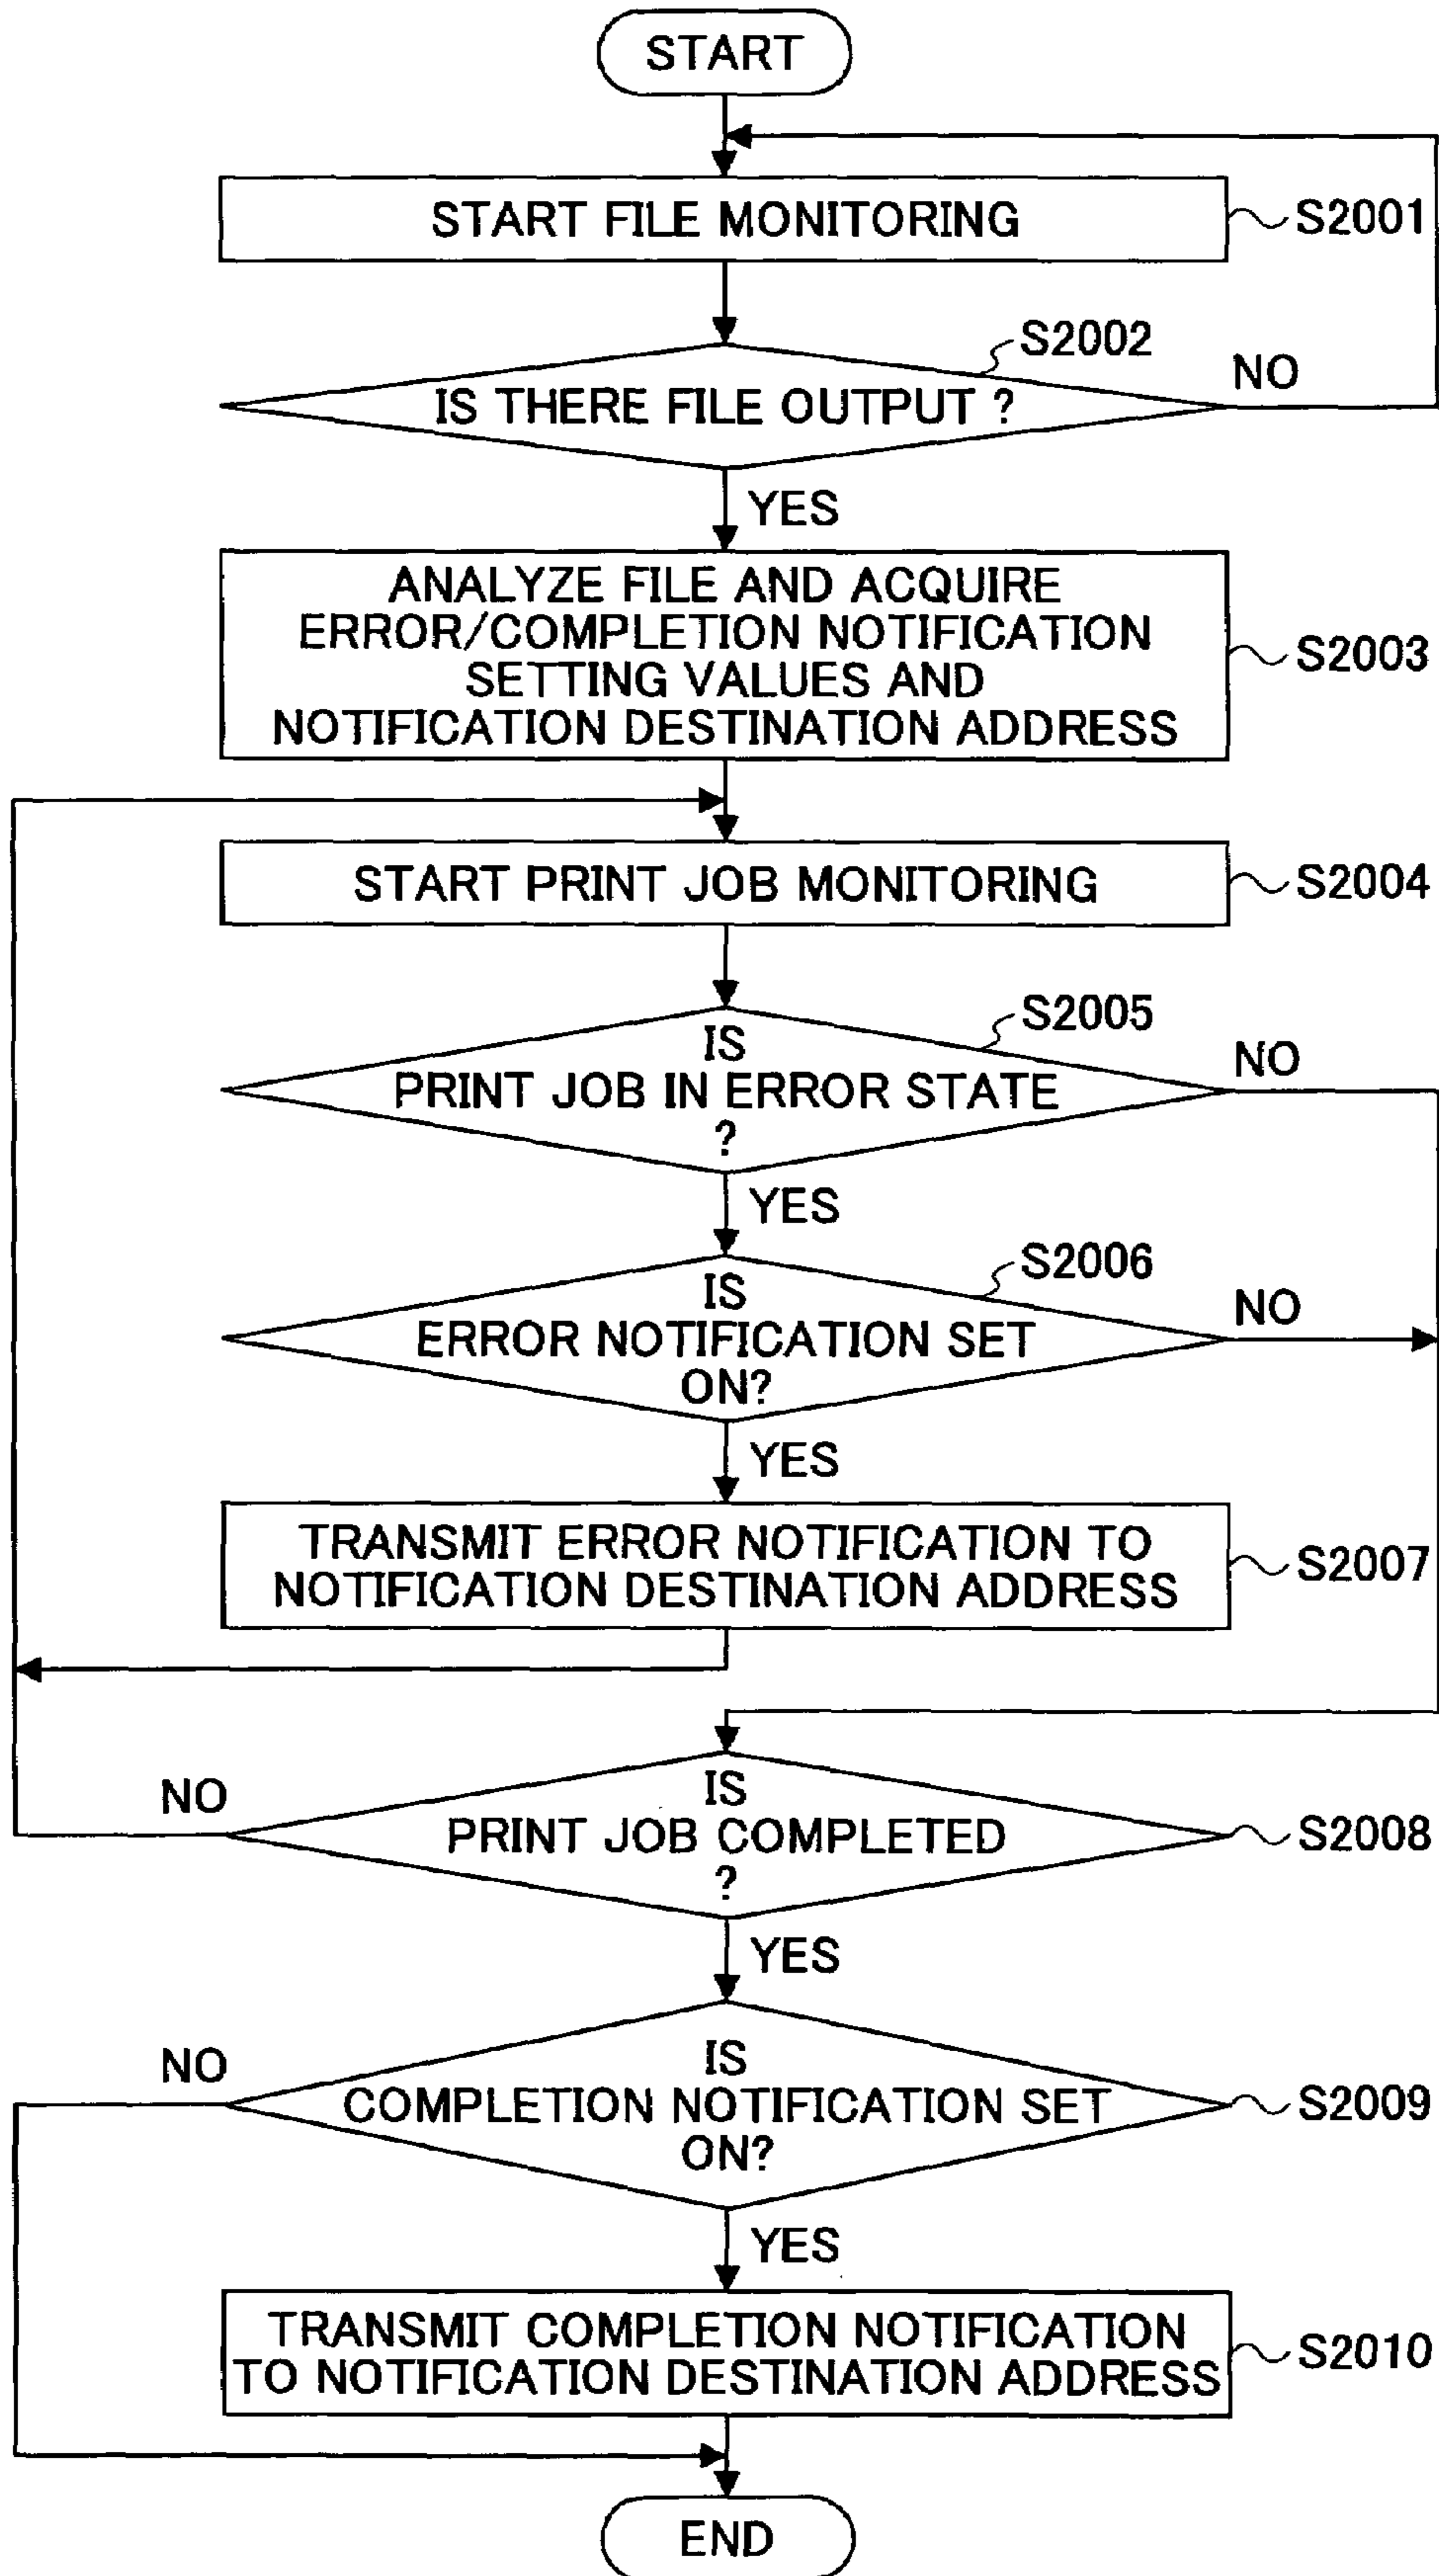 START
START FILE MONITORING
S2001
S2002
IS THERE FILE OUTPUT ?
NO
YES
ANALYZE FILE AND ACQUIRE
ERROR/COMPLETION NOTIFICATION
SETTING VALUES AND
NOTIFICATION DESTINATION ADDRESS
S2003
START PRINT JOB MONITORING
S2004
S2005
IS
PRINT JOB IN ERROR STATE
?
NO
YES
S2006
IS
ERROR NOTIFICATION SET
ON?
NO
YES
TRANSMIT ERROR NOTIFICATION TO
NOTIFICATION DESTINATION ADDRESS
S2007
NO
IS
PRINT JOB COMPLETED
?
S2008
YES
NO
IS
COMPLETION NOTIFICATION SET
ON?
S2009
YES
TRANSMIT COMPLETION NOTIFICATION
TO NOTIFICATION DESTINATION ADDRESS
S2010
END